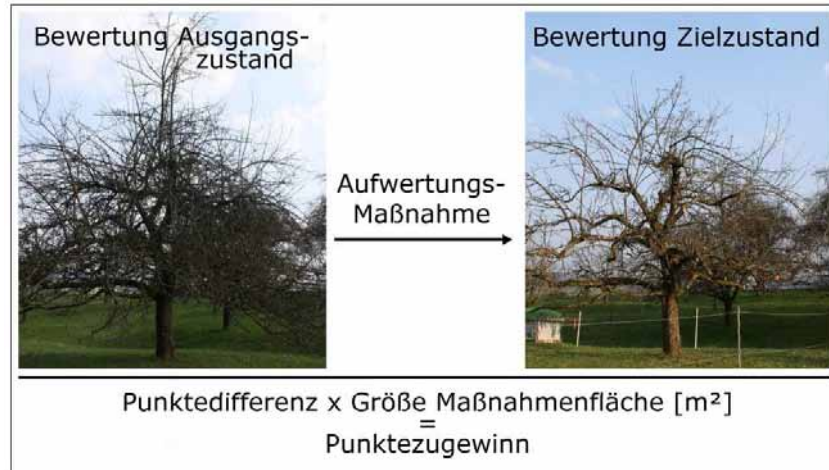 Bewertung Ausgangs-
zustand
Bewertung Zielzustand
Aufwertungs-
Maßnahme
Punktedifferenz x Größe Maßnahmenfläche [m²]
=
Punktezugewinn